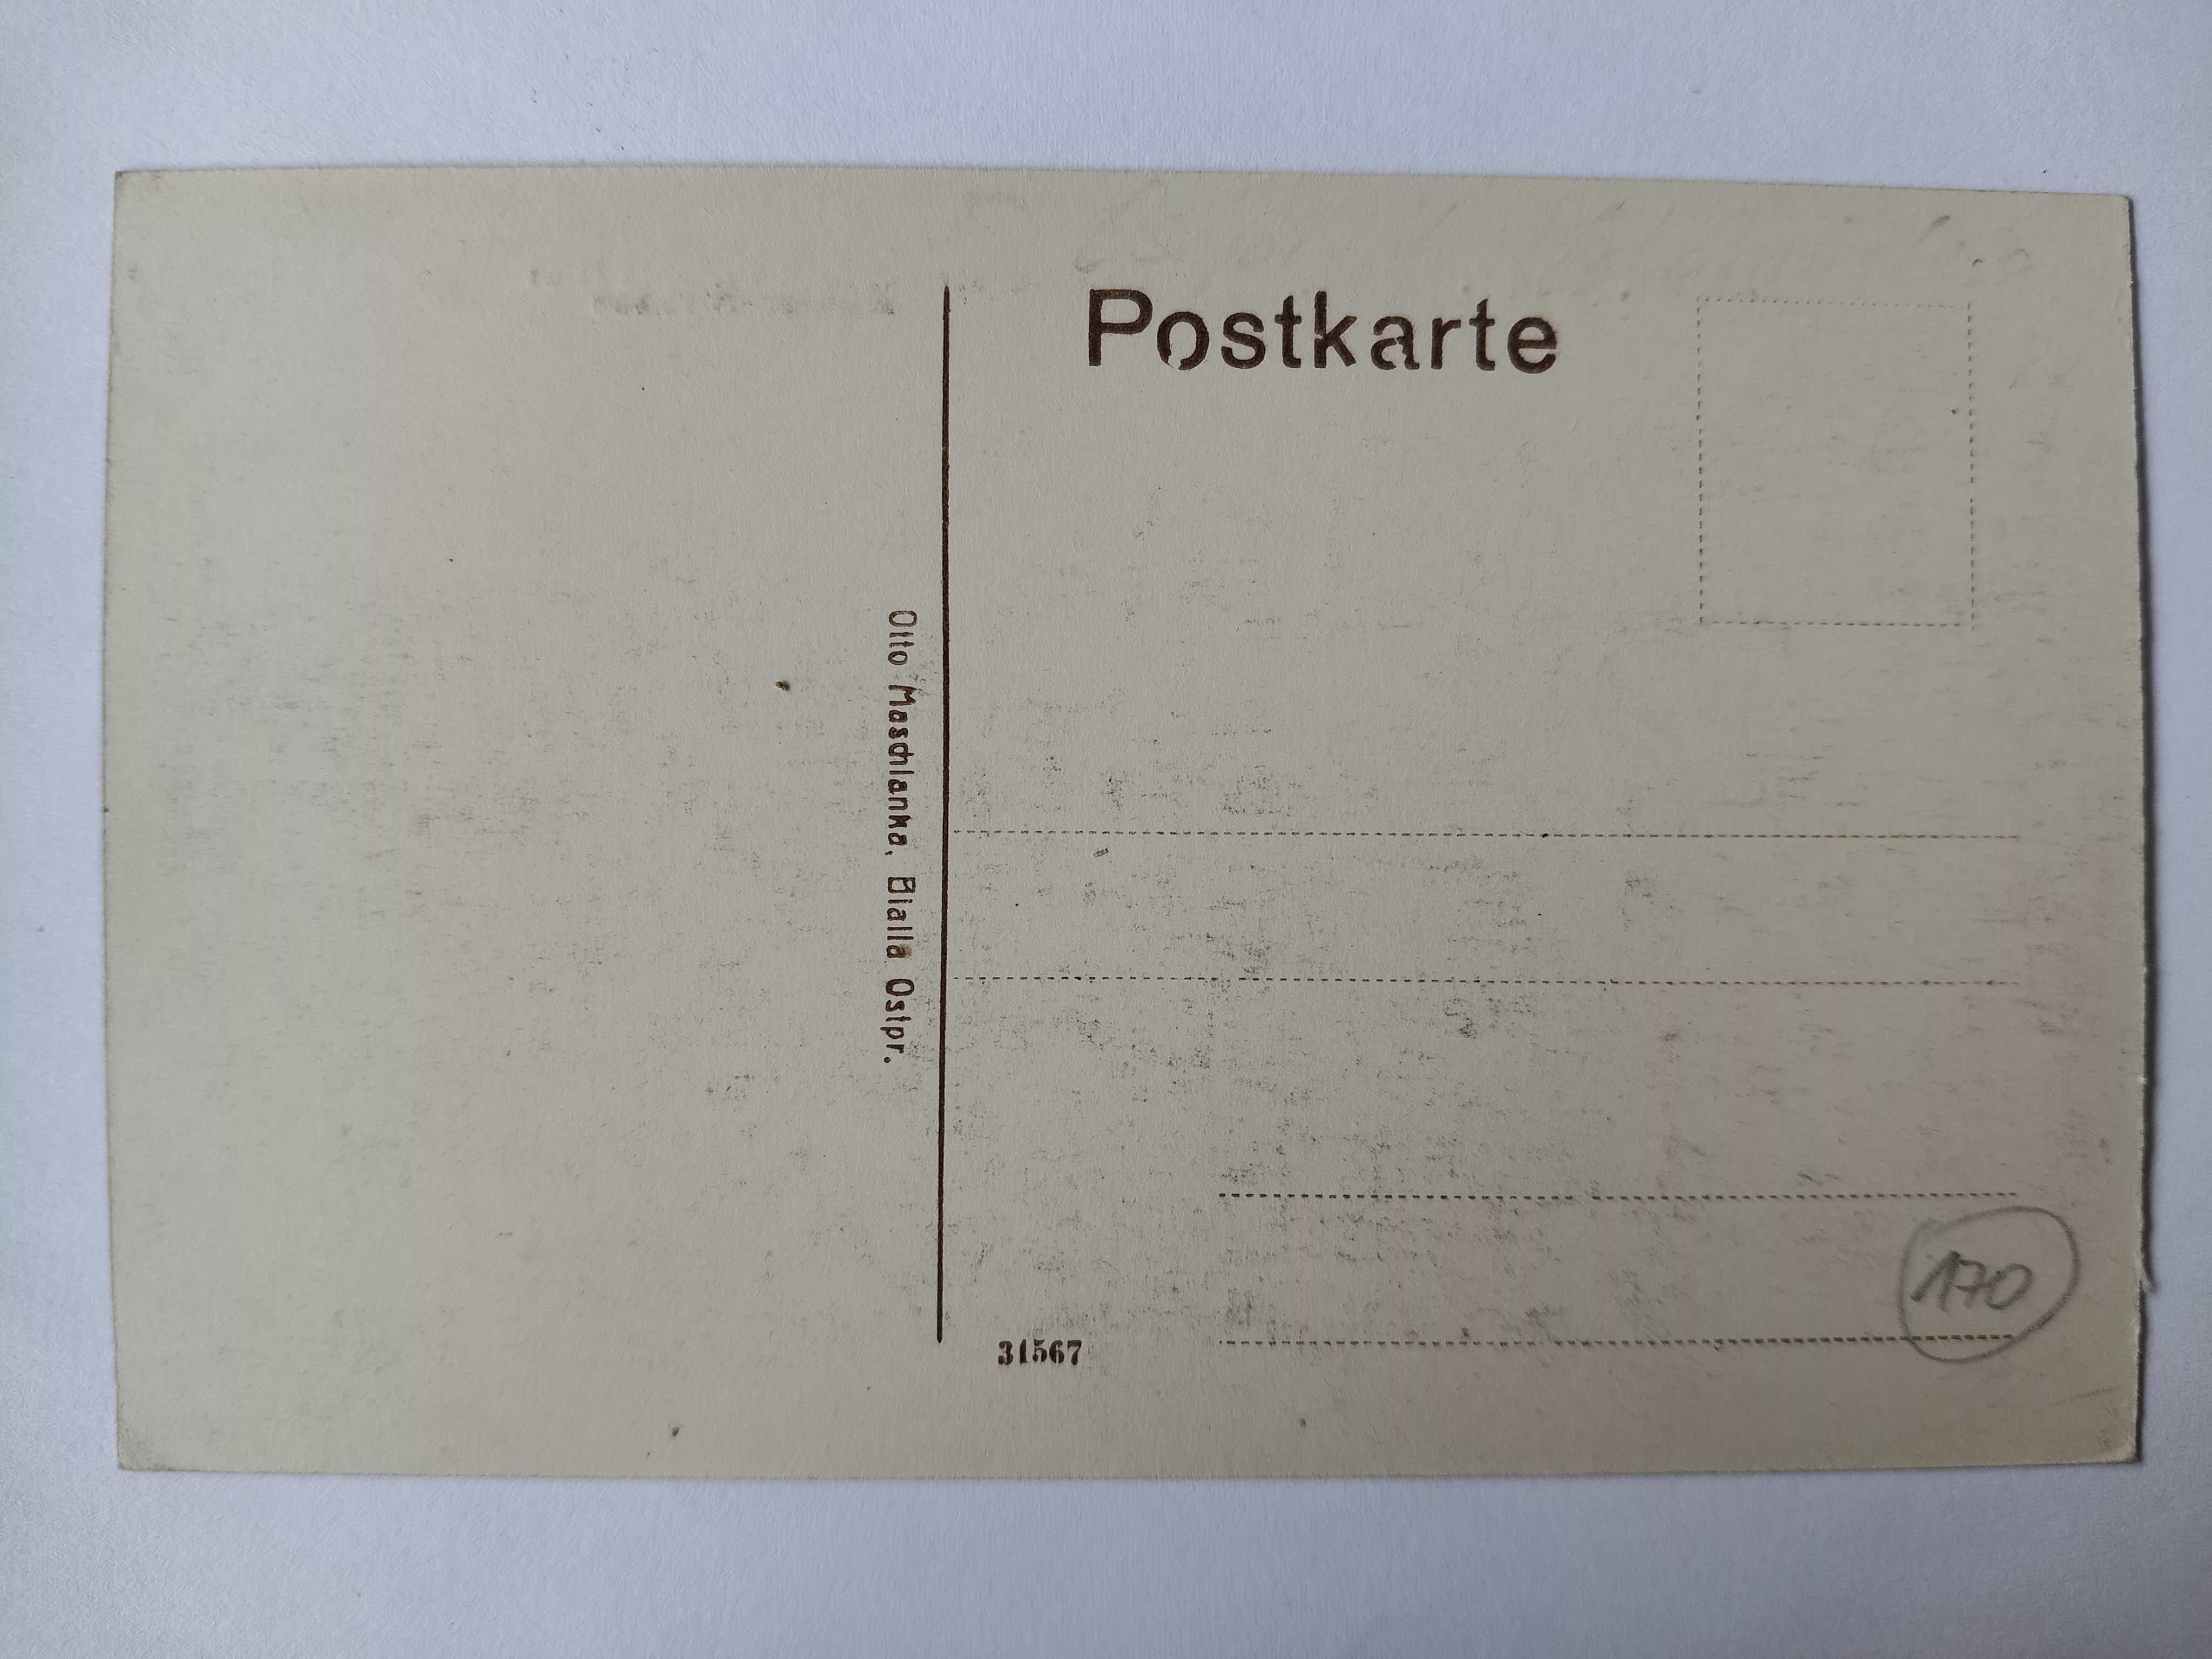 Postkarte
Otto Maschlanka, Bialla Ostpr.
31567
170